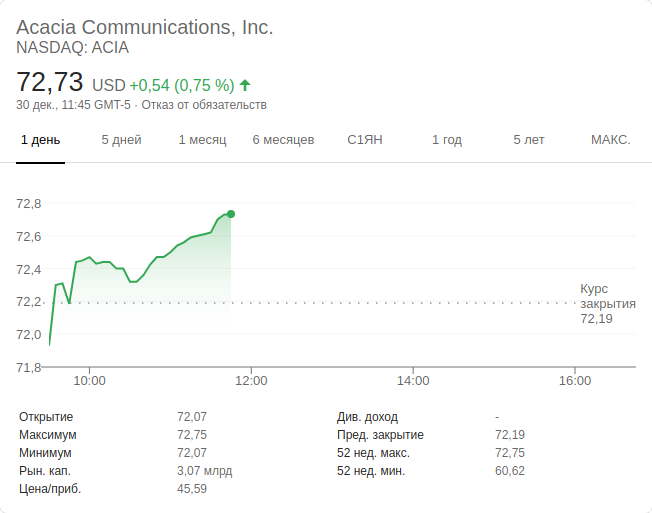 Acacia Communications, Inc.
NASDAQ: ACIA
72,73 USD +0,54 (0,75 %)
30 дек., 11:45 GMT-5 · Отказ от обязательств
1 день 5 дней 1 месяц 6 месяцев С1ЯН 1 год 5 лет МАКС.
72,8
72,6
72,4
72,2
72,0
71,8
Курс
закрытия
72,19
10:00 12:00 14:00 16:00
Открытие 72,07 Див. доход -
Максимум 72,75 Пред. закрытие 72,19
Минимум 72,07 52 нед. макс. 72,75
Рын. кап. 3,07 млрд 52 нед. мин. 60,62
Цена/приб. 45,59